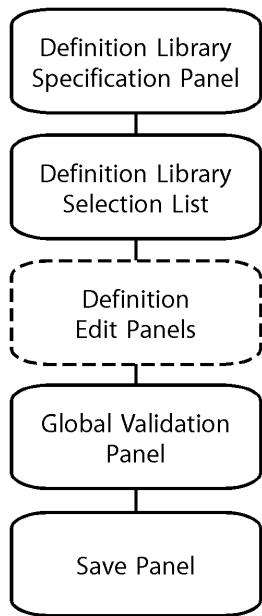 Definition Library
Specification Panel
Definition Library
Selection List
Definition
Edit Panels
Global Validation
Panel
Save Panel